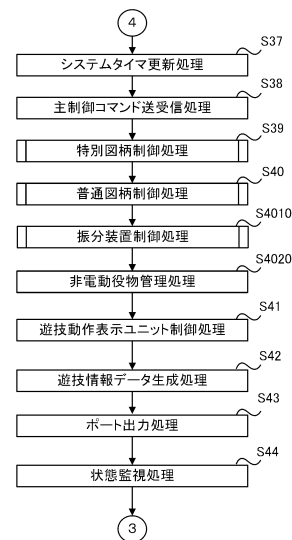 4
S37
システムタイマ更新処理
S38
主制御コマンド送受信処理
S39
特別図柄制御処理
S40
普通図柄制御処理
S4010
振分装置制御処理
S4020
非電動役物管理処理
S41
遊技動作表示ユニット制御処理
S42
遊技情報データ生成処理
S43
ポート出力処理
S44
状態監視処理
3